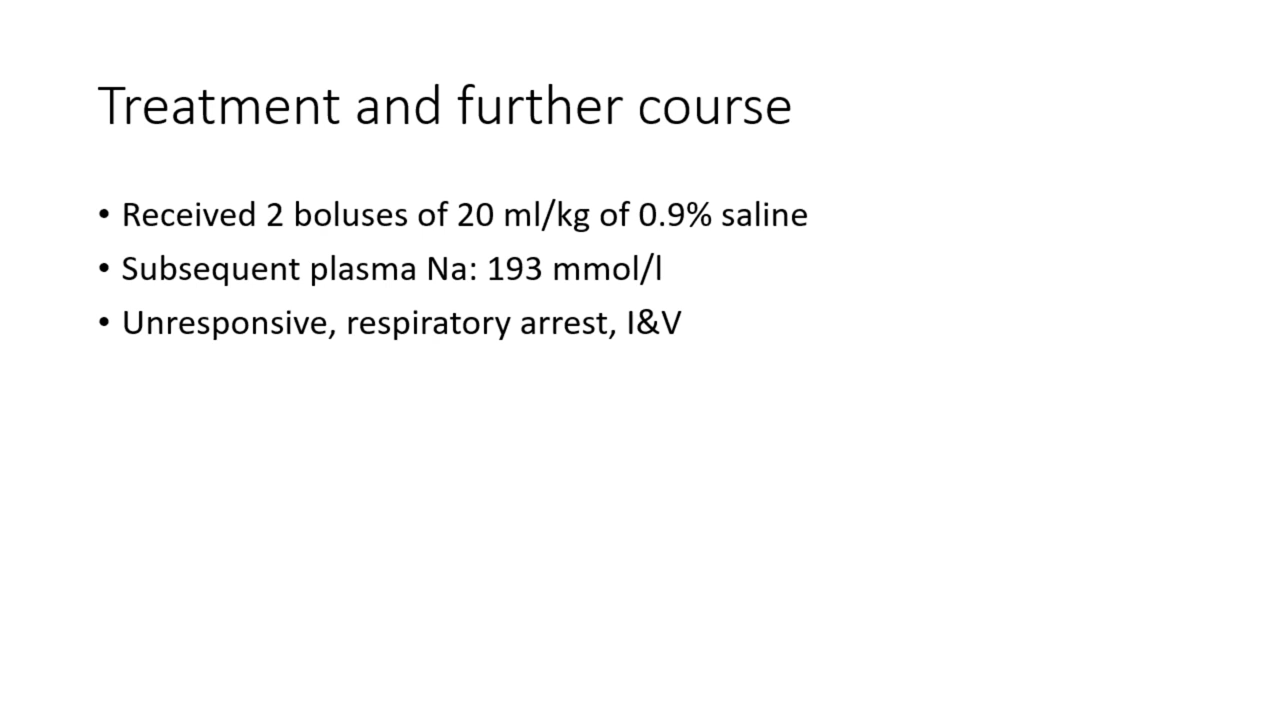 Treatment and further course
• Received 2 boluses of 20 ml/kg of 0.9% saline
• Subsequent plasma Na: 193 mmol/l
• Unresponsive, respiratory arrest, I&V